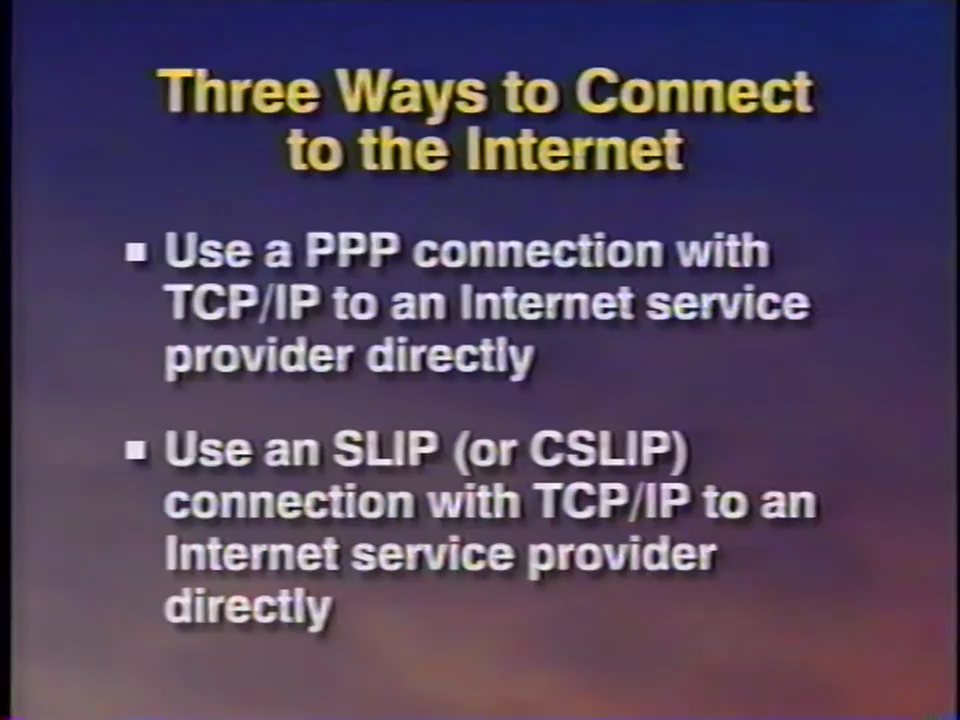 Three Ways to Connect
to the Internet
▪ Use a PPP connection with
TCP/IP to an Internet service
provider directly
▪ Use an SLIP (or CSLIP)
connection with TCP/IP to an
Internet service provider
directly